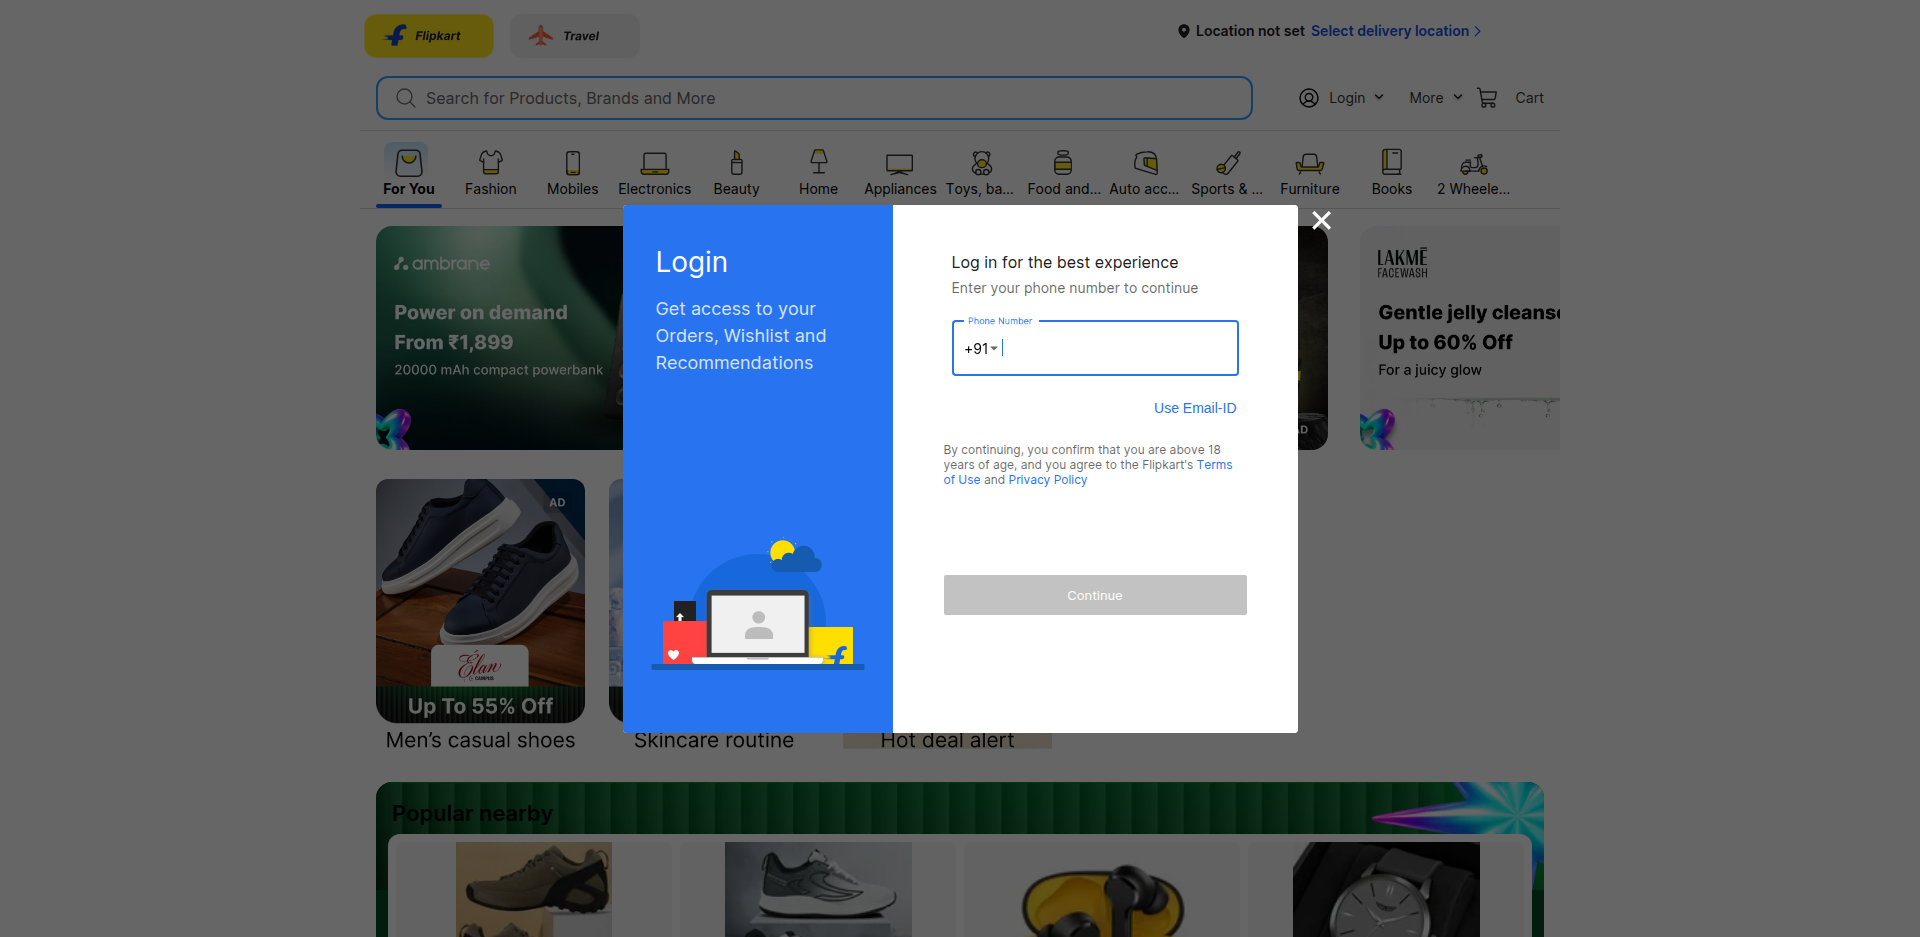 Flipkart
Travel
Location not set Select delivery location
Search for Products, Brands and More
Login
More
Cart
For You
Fashion
Mobiles
Electronics
Beauty
Home
Appliances
Toys, ba...
Food and...
Auto acc...
Sports & ...
Furniture
Books
2 Wheele...
ambrane
Power on demand
From ₹1,899
20000 mAh compact powerbank
Login
Get access to your
Orders, Wishlist and
Recommendations
Log in for the best experience
Enter your phone number to continue
Phone Number
+91
Use Email-ID
By continuing, you confirm that you are above 18
years of age, and you agree to the Flipkart's Terms
of Use and Privacy Policy
Continue
AD
LAKMĒ
FACEWASH
Gentle jelly cleanse
Up to 60% Off
For a juicy glow
AD
Élan
CAMPUS
Up To 55% Off
Men's casual shoes
Skincare routine
Hot deal alert
Popular nearby